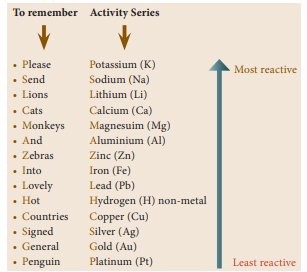 To remember Activity Series
• Please Potassium (K)
Most reactive
• Send Sodium (Na)
• Lions Lithium (Li)
• Cats Calcium (Ca)
• Monkeys Magnesuim (Mg)
• And Aluminium (Al)
• Zebras Zinc (Zn)
• Into Iron (Fe)
• Lovely Lead (Pb)
• Hot Hydrogen (H) non-metal
• Countries Copper (Cu)
• Signed Silver (Ag)
• General Gold (Au)
• Penguin Platinum (Pt) Least reactive